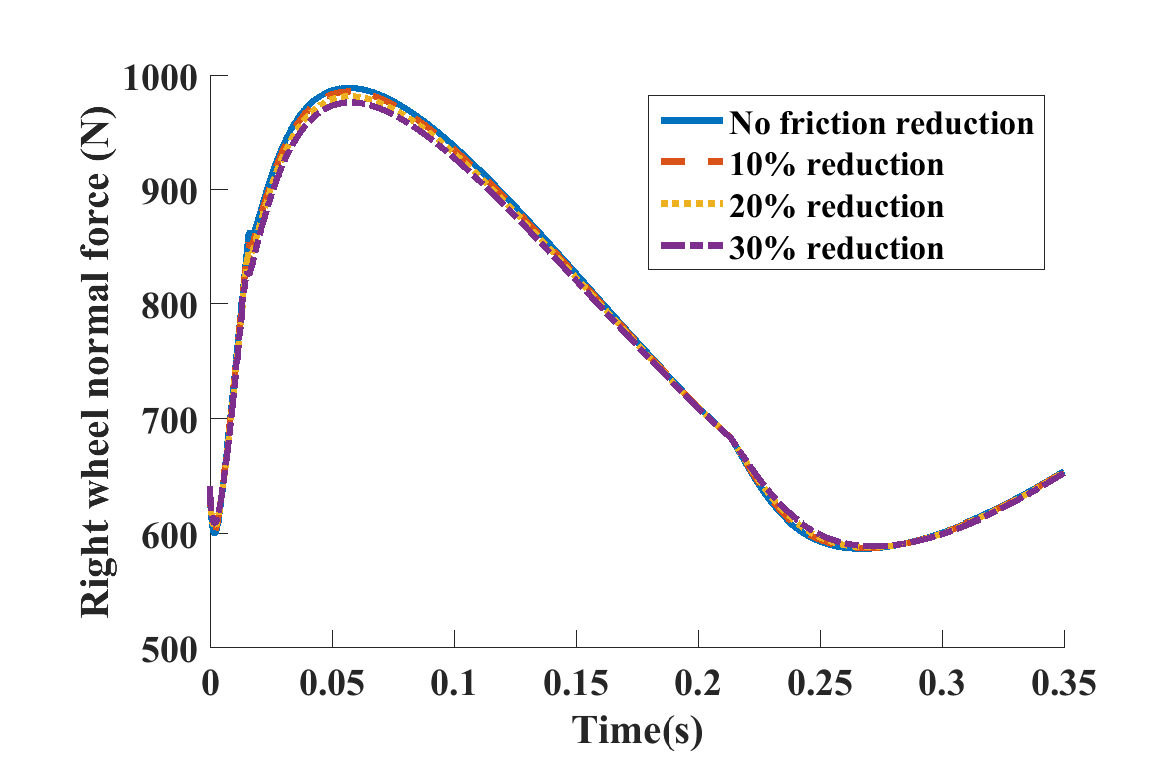 1000
900
800
700
600
500
Right wheel normal force (N)
No friction reduction
10% reduction
20% reduction
30% reduction
0 0.05 0.1 0.15 0.2 0.25 0.3 0.35
Time(s)